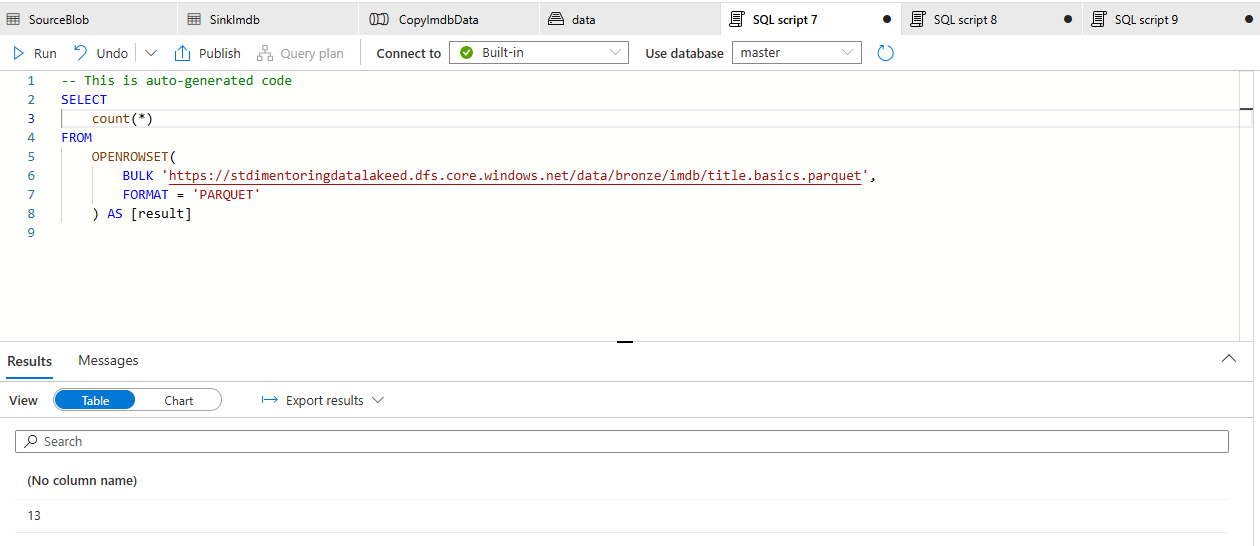 SourceBlob SinkImdb CopyImdbData data SQL script 7 SQL script 8 SQL script 9
Run Undo Publish Query plan Connect to Built-in Use database master
1 -- This is auto-generated code
2 SELECT
3 count(*)
4 FROM
5 OPENROWSET(
6 BULK 'https://stdimentoringdatalakeed.dfs.core.windows.net/data/bronze/imdb/title.basics.parquet',
7 FORMAT = 'PARQUET'
8 ) AS [result]
9
Results Messages
View Table Chart Export results
Search
(No column name)
13